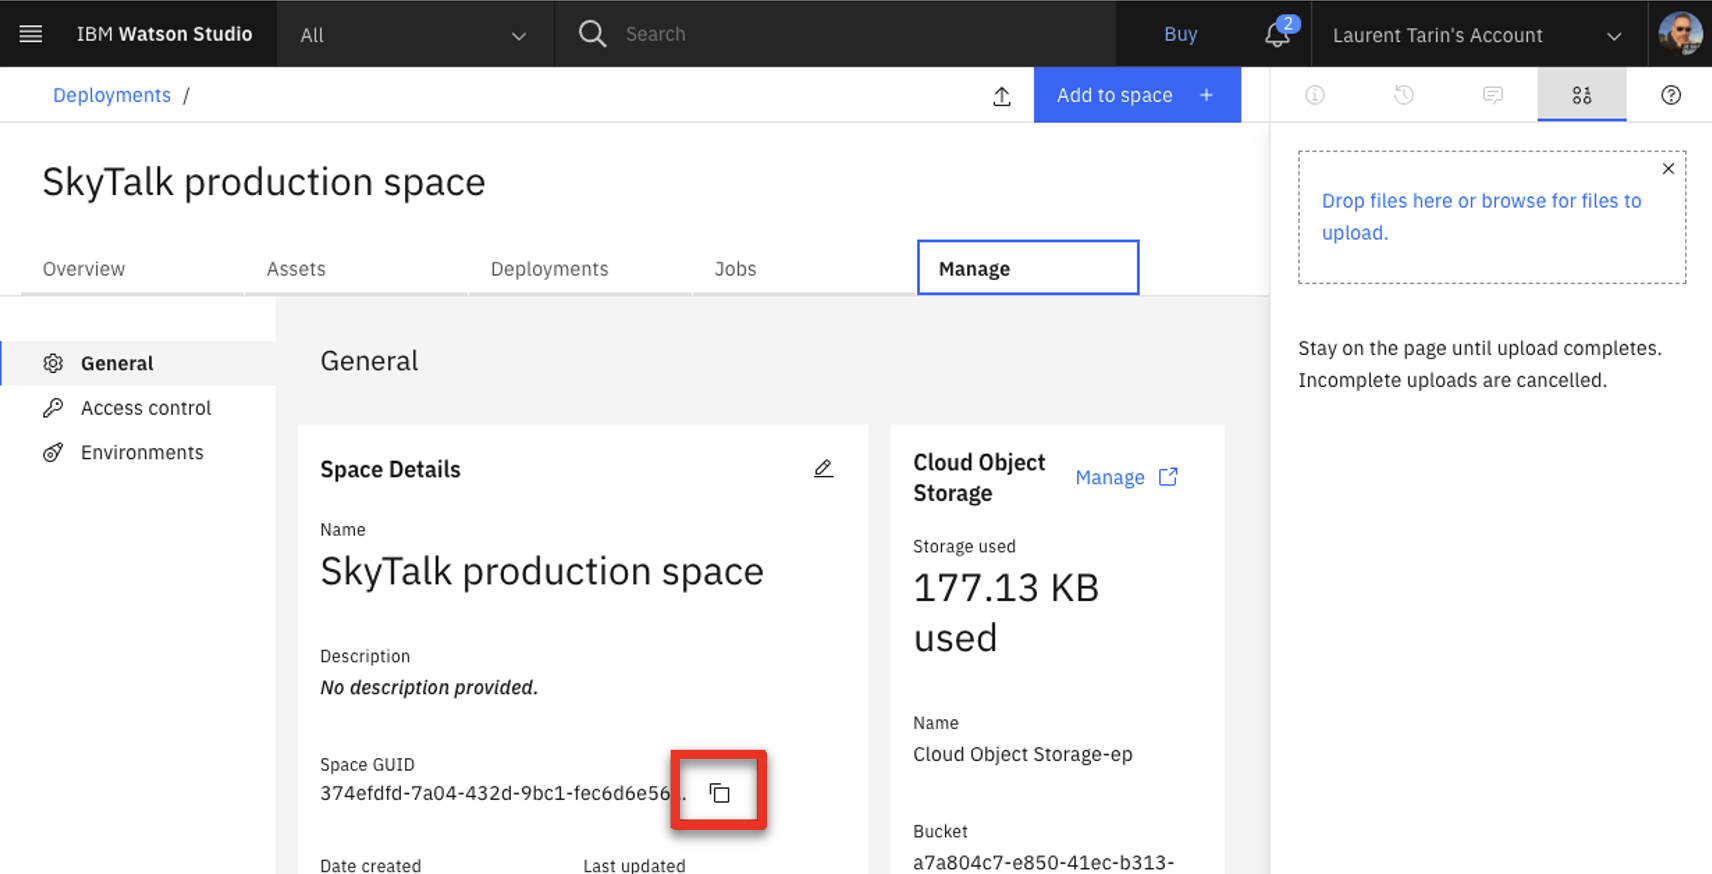 IBM Watson Studio
All
Search
Buy
2
Laurent Tarin's Account
Deployments /
Add to space +
SkyTalk production space
Overview
Assets
Deployments
Jobs
Manage
General
Access control
Environments
General
Space Details
Name
SkyTalk production space
Description
No description provided.
Space GUID
374efdfd-7a04-432d-9bc1-fec6d6e56...
Date created
Last updated
Cloud Object
Storage
Manage
Storage used
177.13 KB
used
Name
Cloud Object Storage-ep
Bucket
a7a804c7-e850-41ec-b313-
Drop files here or browse for files to
upload.
Stay on the page until upload completes.
Incomplete uploads are cancelled.